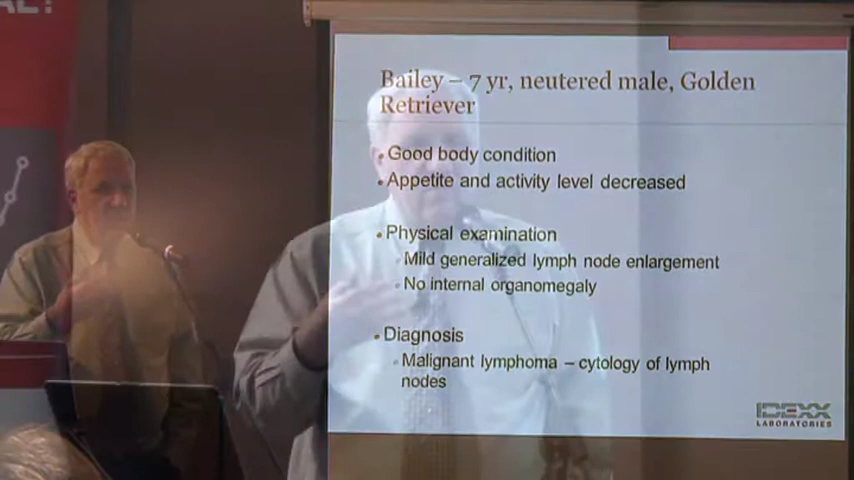 Bailey – 7 yr, neutered male, Golden
Retriever
Good body condition
Appetite and activity level decreased
Physical examination
Mild generalized lymph node enlargement
No internal organomegaly
Diagnosis
Malignant lymphoma – cytology of lymph
nodes
IDEXX
LABORATORIES